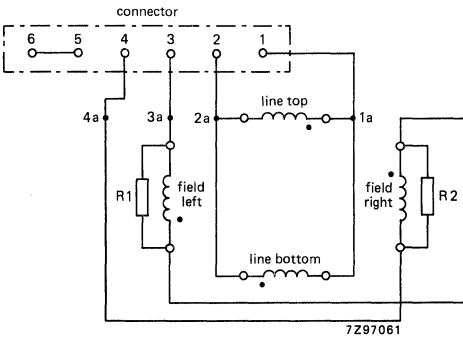 connector
6 5 4 3 2 1
line top
4a 3a 2a 1a
R1 field left
field right R2
line bottom
7Z97061